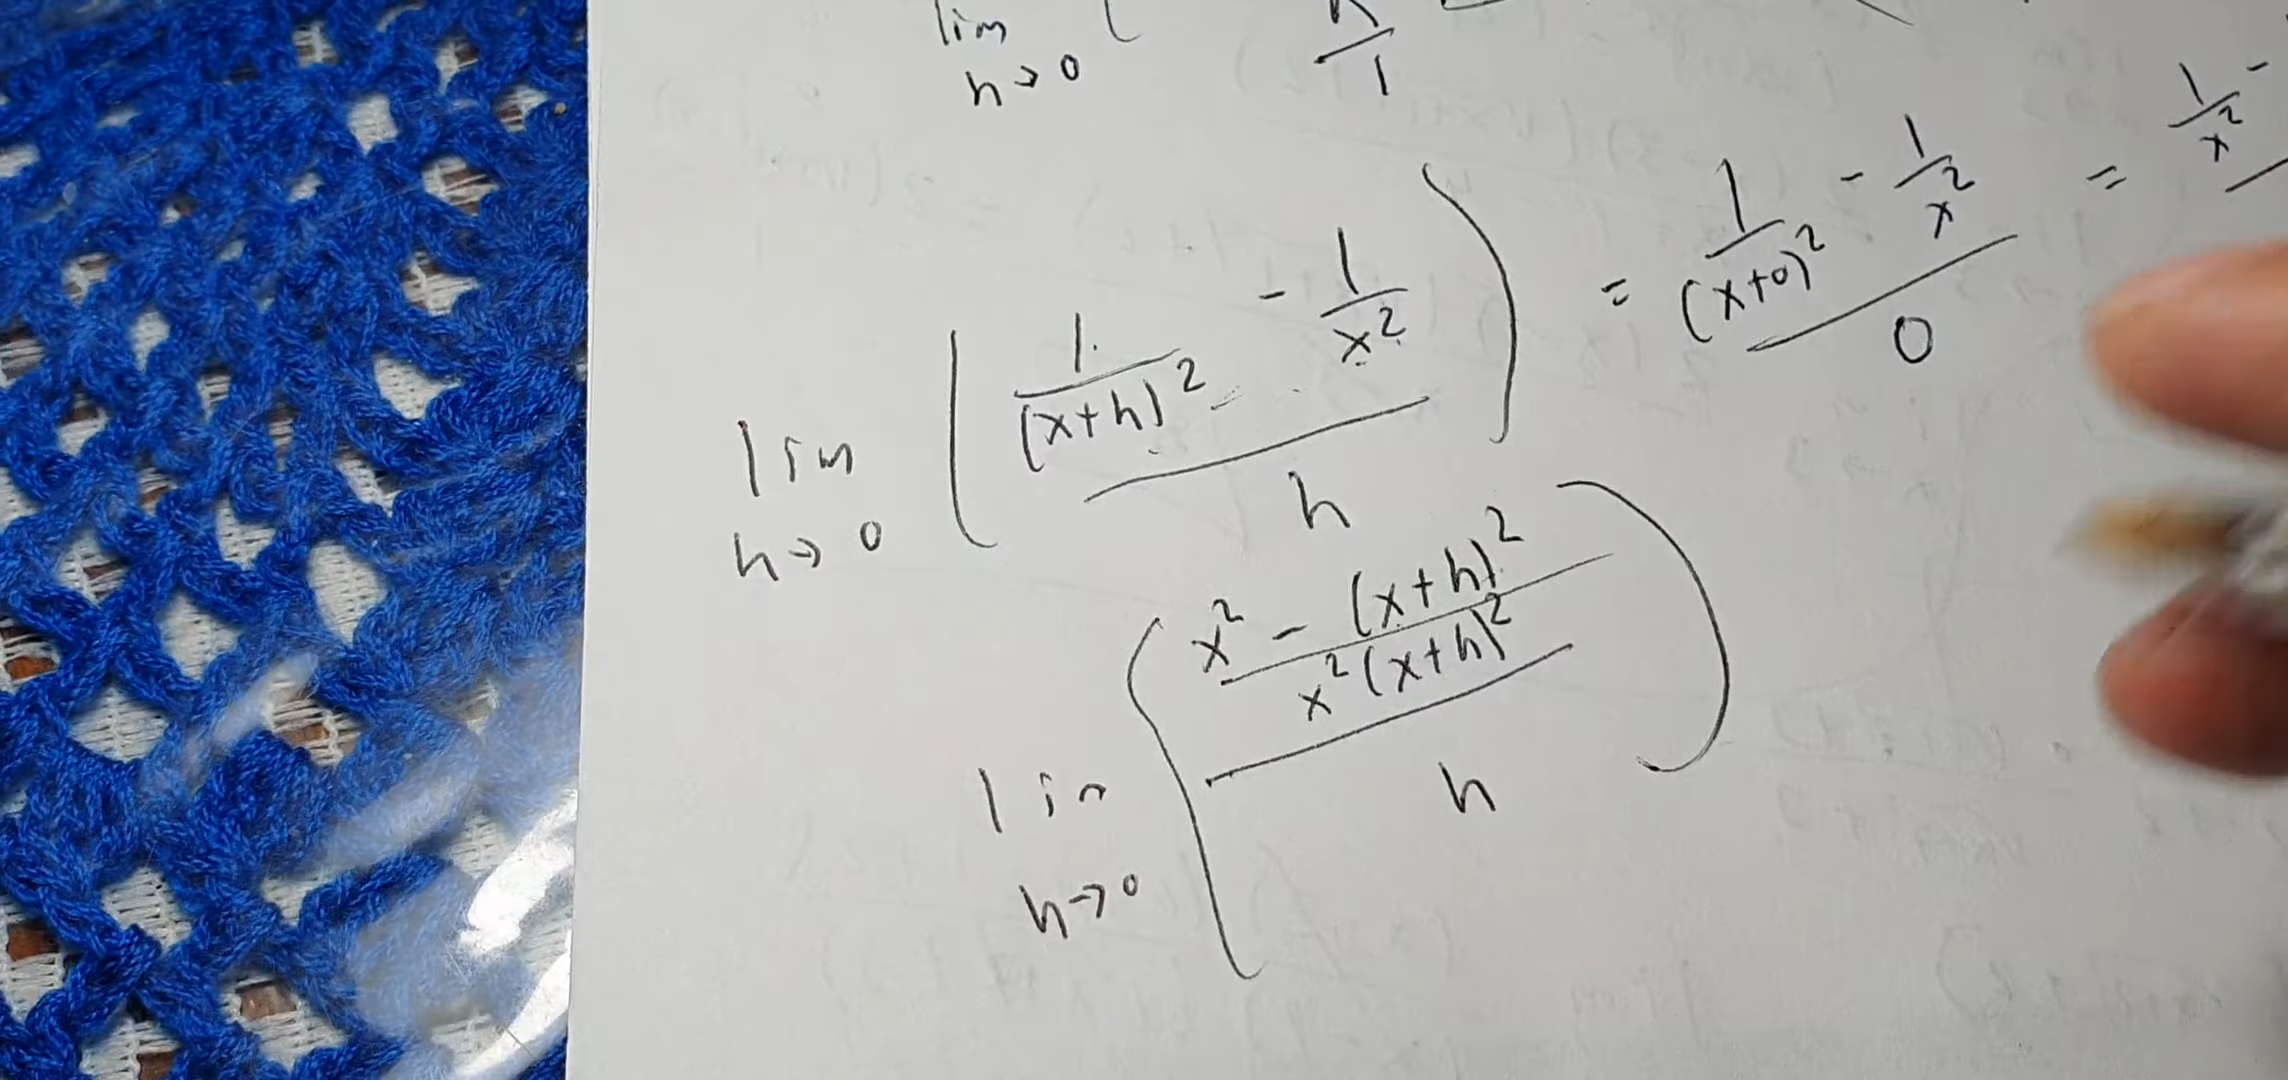 lim h→0 ( h/1
lim h→0 ( (1/(x+h)² - 1/x²) / h ) = (1/(x+0)² - 1/x²) / 0 = 1/x² -
lim h→0 ( ((x² - (x+h)²) / (x²(x+h)²)) / h )